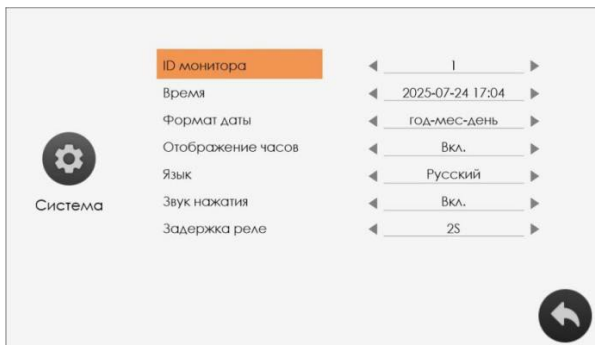 ID монитора 1
Время 2025-07-24 17:04
Формат даты год-мес-день
Отображение часов Вкл.
Язык Русский
Звук нажатия Вкл.
Задержка реле 2S
Система